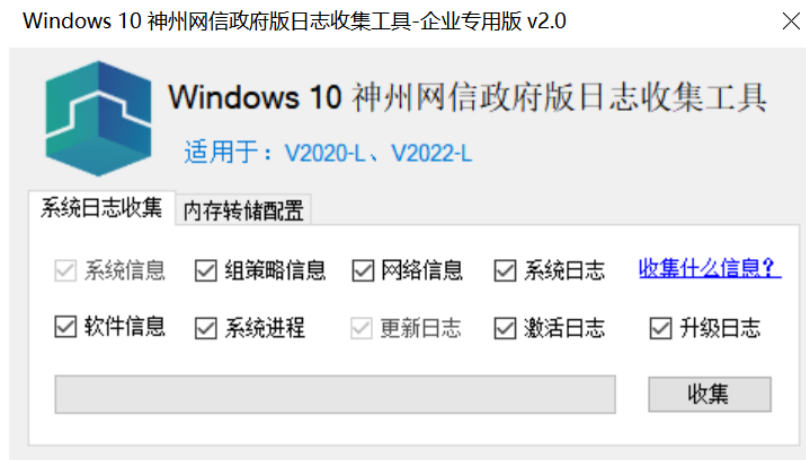 Windows 10 神州网信政府版日志收集工具-企业专用版 v2.0
Windows 10 神州网信政府版日志收集工具
适用于：V2020-L、V2022-L
系统日志收集 内存转储配置
系统信息 组策略信息 网络信息 系统日志 收集什么信息?
软件信息 系统进程 更新日志 激活日志 升级日志
收集